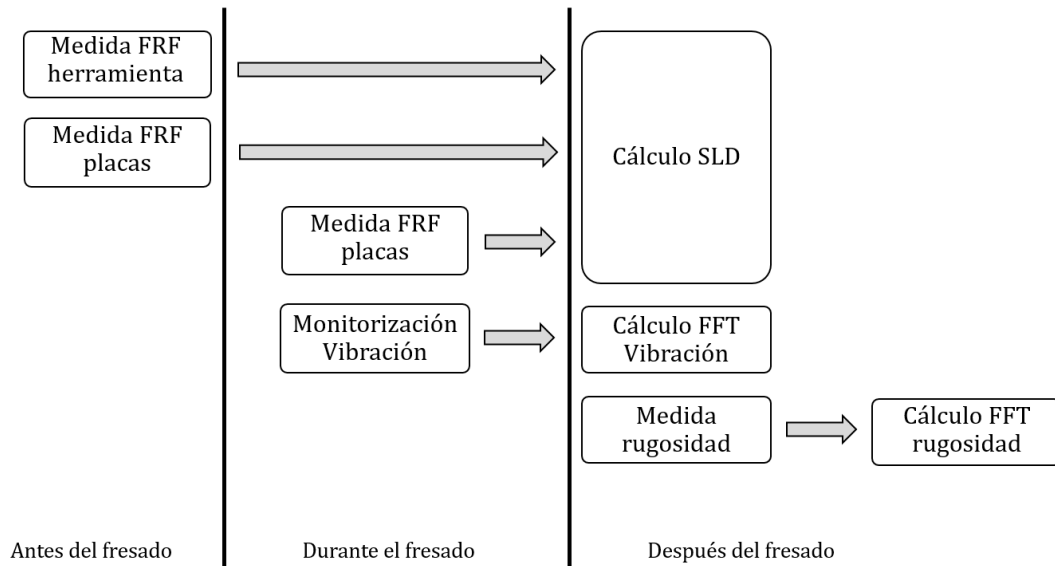 Medida FRF
herramienta
Medida FRF
placas
Cálculo SLD
Medida FRF
placas
Monitorización
Vibración
Cálculo FFT
Vibración
Medida
rugosidad
Cálculo FFT
rugosidad
Antes del fresado
Durante el fresado
Después del fresado